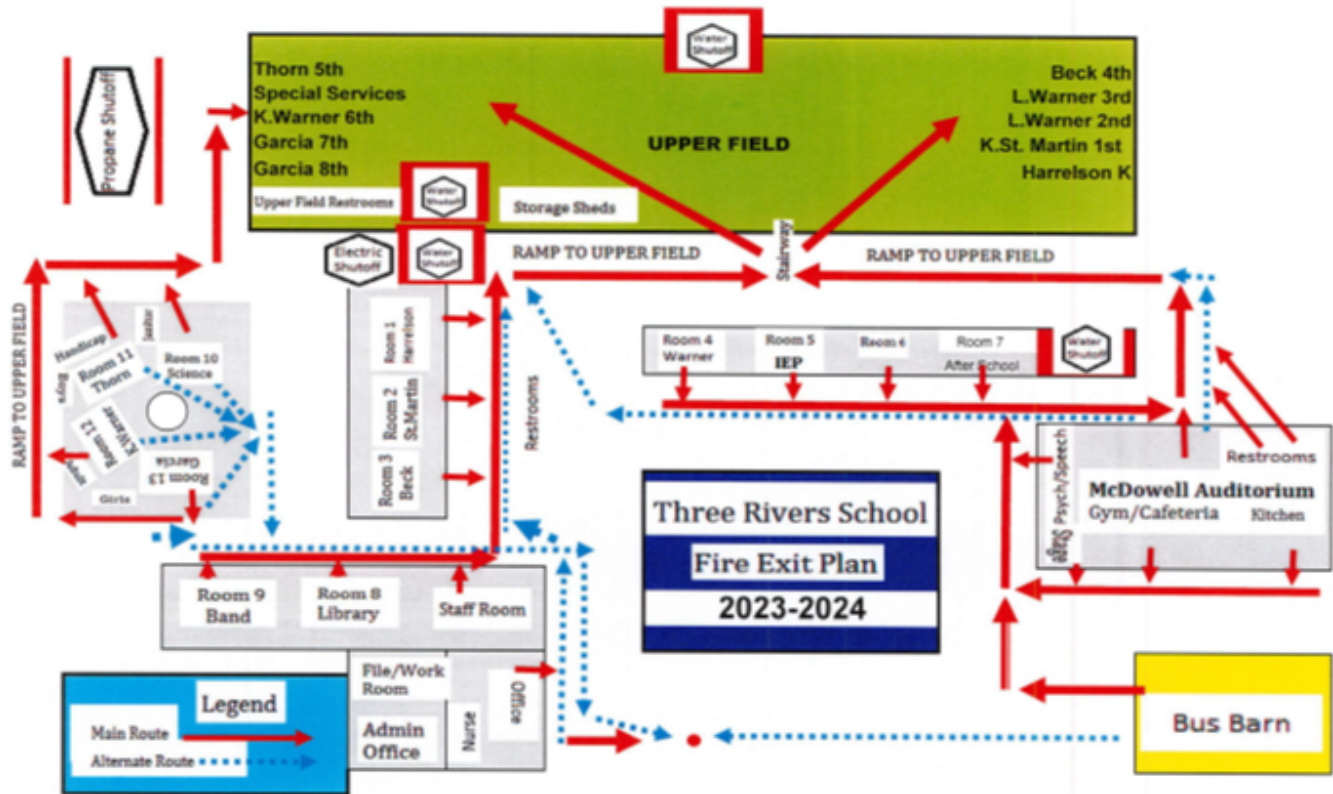 Water
Shutoff
Propane Shutoff
Thorn 5th
Special Services
K.Warner 6th
Garcia 7th
Garcia 8th
UPPER FIELD
Beck 4th
L.Warner 3rd
L.Warner 2nd
K.St. Martin 1st
Harrelson K
Upper Field Restrooms
Water
Shutoff
Storage Sheds
Electric
Shutoff
Water
Shutoff
RAMP TO UPPER FIELD
Stairway
RAMP TO UPPER FIELD
RAMP TO UPPER FIELD
Handicap
Janitor
Boys
Room 11
Thorn
Room 10
Science
Room 12
K.Warner
Room 13
Garcia
Girls
Room 1
Harrelson
Room 2
St.Martin
Room 3
Beck
Restrooms
Room 4
Warner
Room 5
IEP
Room 6
Room 7
After School
Water
Shutoff
Psych/Speech
Stage
Restrooms
McDowell Auditorium
Gym/Cafeteria
Kitchen
Three Rivers School
Fire Exit Plan
2023-2024
Room 9
Band
Room 8
Library
Staff Room
File/Work
Room
Office
Admin
Office
Nurse
Legend
Main Route
Alternate Route
Bus Barn